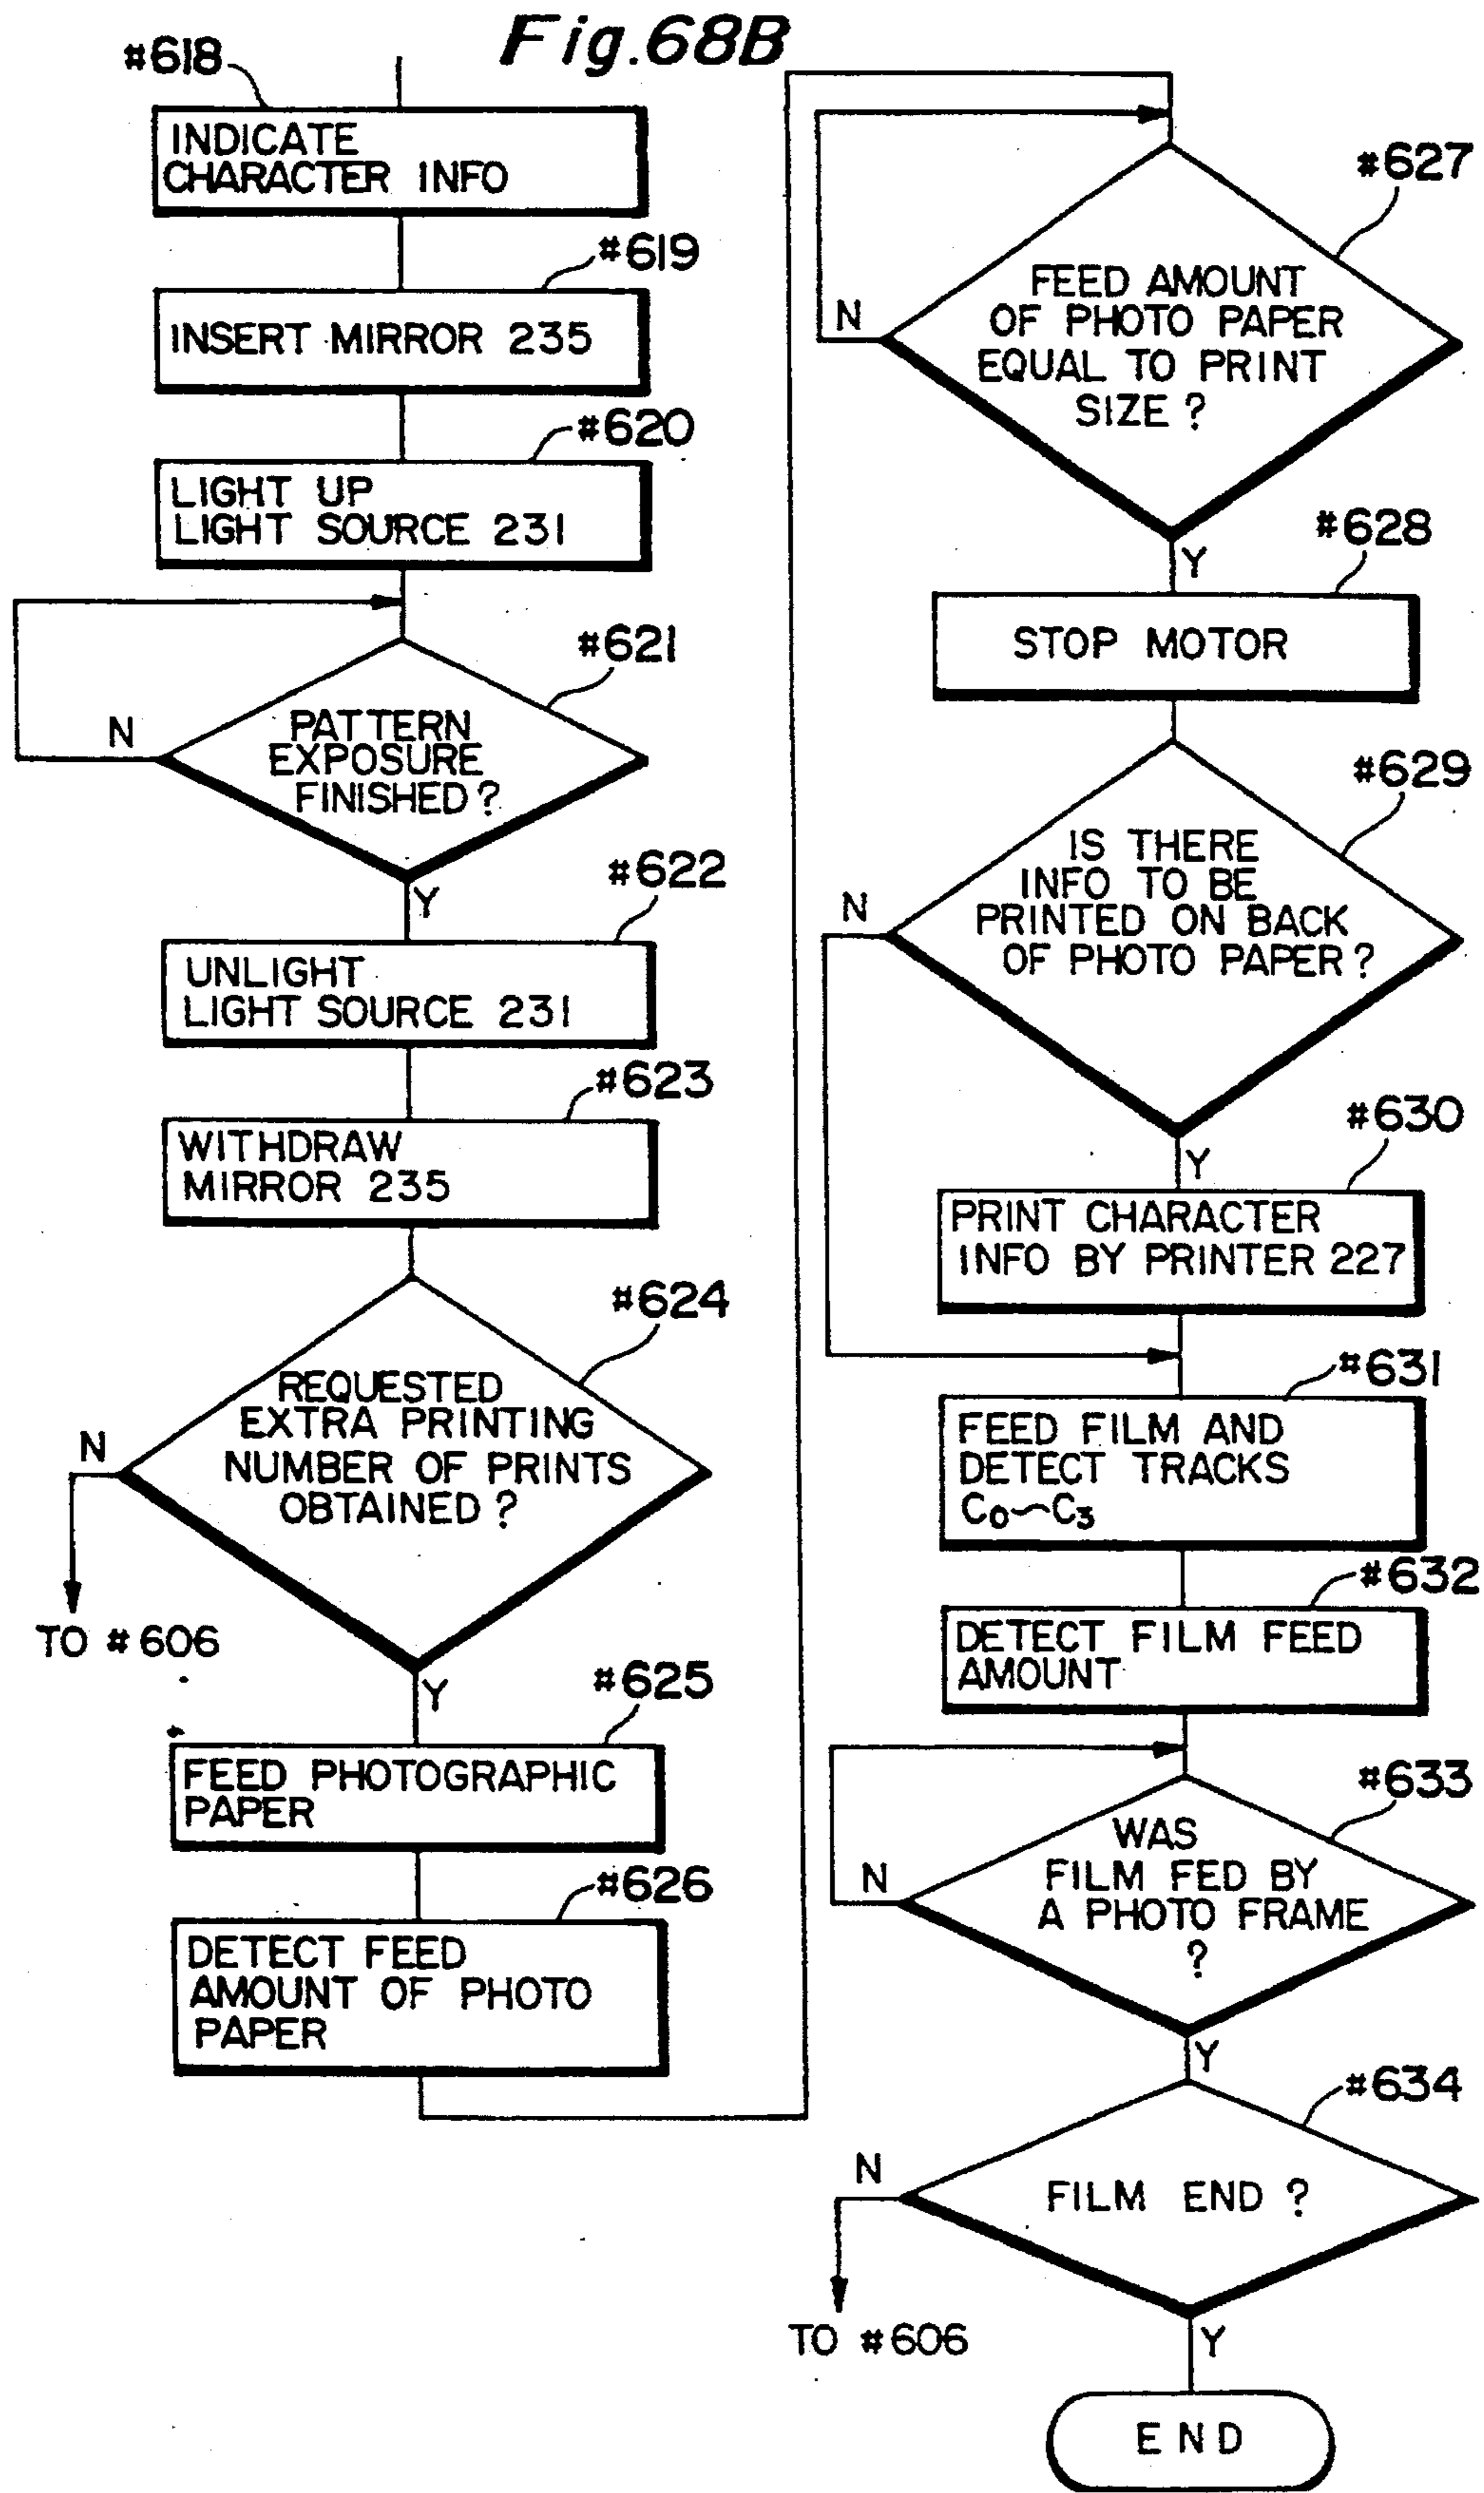 Fig.68B
#618
INDICATE
CHARACTER INFO
#619
INSERT MIRROR 235
#620
LIGHT UP
LIGHT SOURCE 231
#621
PATTERN
EXPOSURE
FINISHED?
N
Y
#622
UNLIGHT
LIGHT SOURCE 231
#623
WITHDRAW
MIRROR 235
#624
REQUESTED
EXTRA PRINTING
NUMBER OF PRINTS
OBTAINED?
N
TO #606
Y
#625
FEED PHOTOGRAPHIC
PAPER
#626
DETECT FEED
AMOUNT OF PHOTO
PAPER
#627
FEED AMOUNT
OF PHOTO PAPER
EQUAL TO PRINT
SIZE?
N
Y
#628
STOP MOTOR
#629
IS THERE
INFO TO BE
PRINTED ON BACK
OF PHOTO PAPER?
N
Y
#630
PRINT CHARACTER
INFO BY PRINTER 227
#631
FEED FILM AND
DETECT TRACKS
C0~C3
#632
DETECT FILM FEED
AMOUNT
#633
WAS
FILM FED BY
A PHOTO FRAME
?
N
Y
#634
FILM END ?
N
TO #606
Y
END